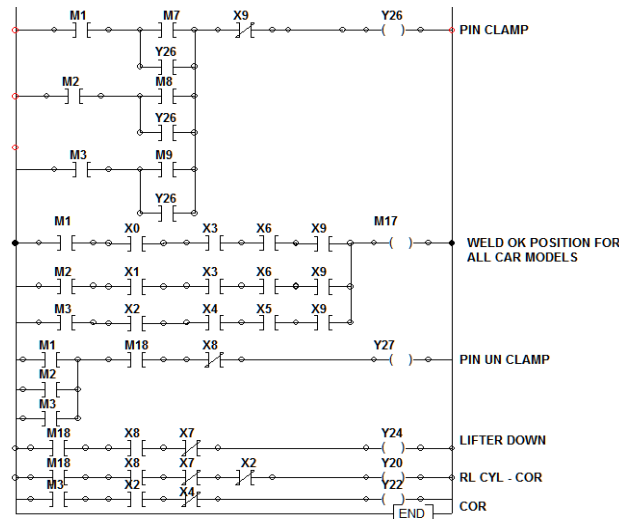 M1 M7 X9 Y26 PIN CLAMP
Y26
M2 M8
Y26
M3 M9
Y26
M1 X0 X3 X6 X9 M17 WELD OK POSITION FOR
ALL CAR MODELS
M2 X1 X3 X6 X9
M3 X2 X4 X5 X9
M1 M18 X8 Y27 PIN UN CLAMP
M2
M3
M18 X8 X7 Y24 LIFTER DOWN
M18 X8 X7 X2 Y20 RL CYL - COR
M3 X2 X4 Y22 COR
END